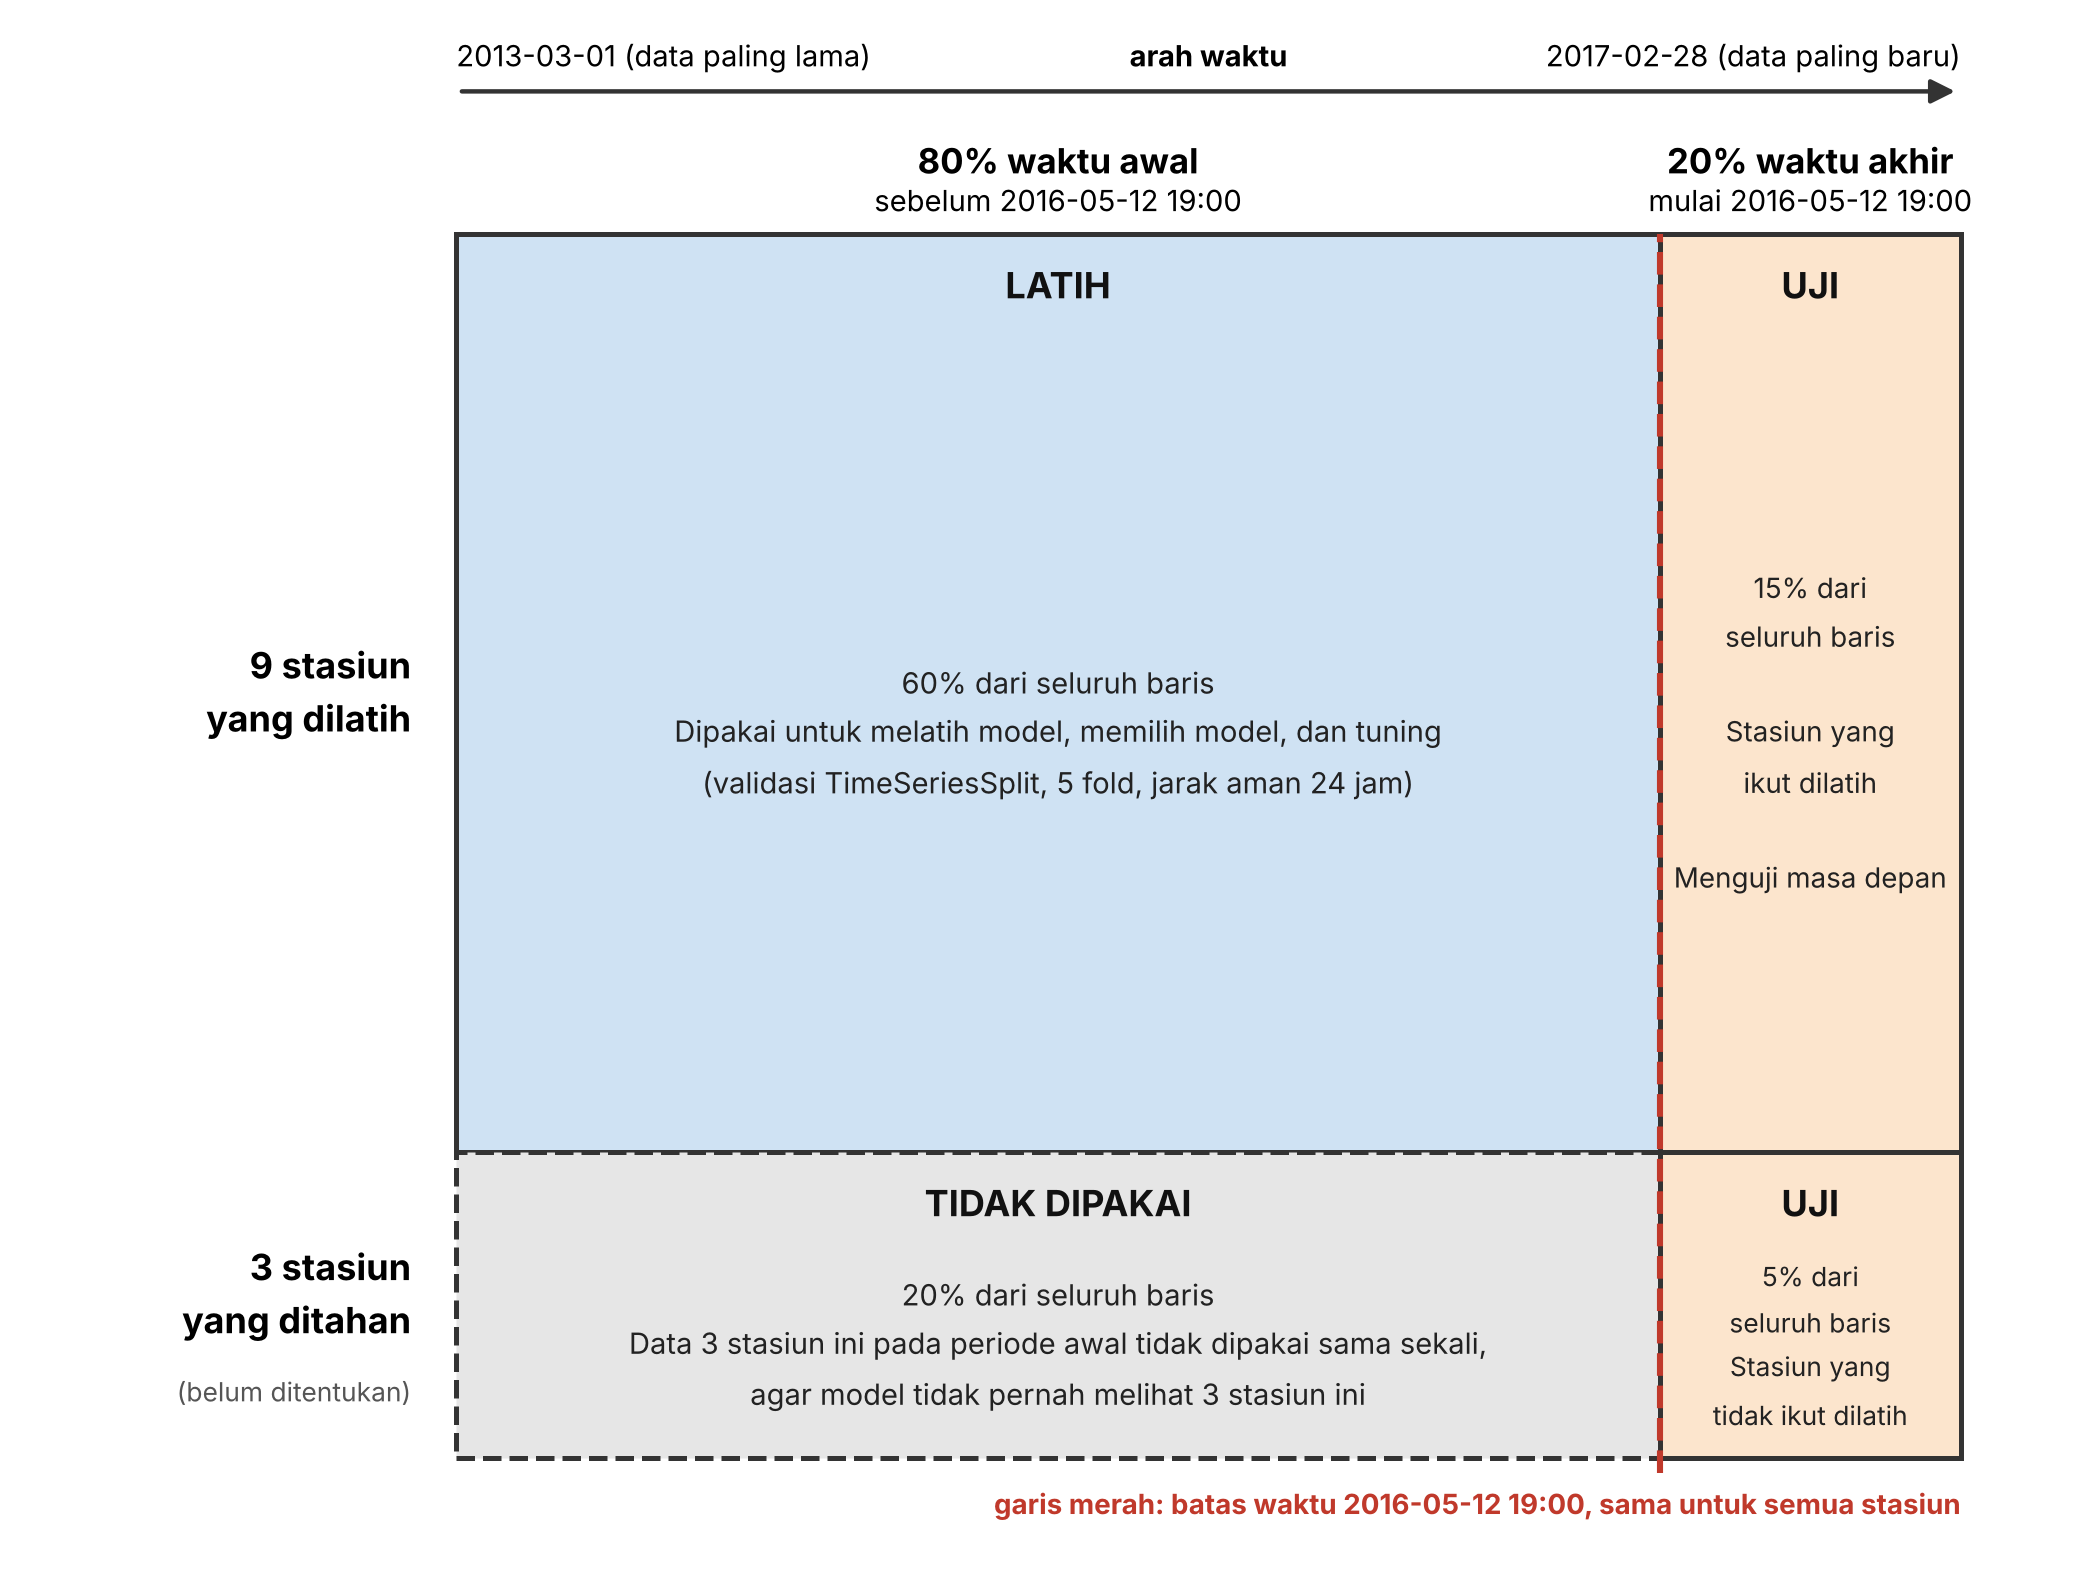 2013-03-01 (data paling lama)
arah waktu
2017-02-28 (data paling baru)
80% waktu awal
sebelum 2016-05-12 19:00
20% waktu akhir
mulai 2016-05-12 19:00
9 stasiun
yang dilatih
LATIH
60% dari seluruh baris
Dipakai untuk melatih model, memilih model, dan tuning
(validasi TimeSeriesSplit, 5 fold, jarak aman 24 jam)
UJI
15% dari
seluruh baris
Stasiun yang
ikut dilatih
Menguji masa depan
3 stasiun
yang ditahan
(belum ditentukan)
TIDAK DIPAKAI
20% dari seluruh baris
Data 3 stasiun ini pada periode awal tidak dipakai sama sekali,
agar model tidak pernah melihat 3 stasiun ini
UJI
5% dari
seluruh baris
Stasiun yang
tidak ikut dilatih
garis merah: batas waktu 2016-05-12 19:00, sama untuk semua stasiun